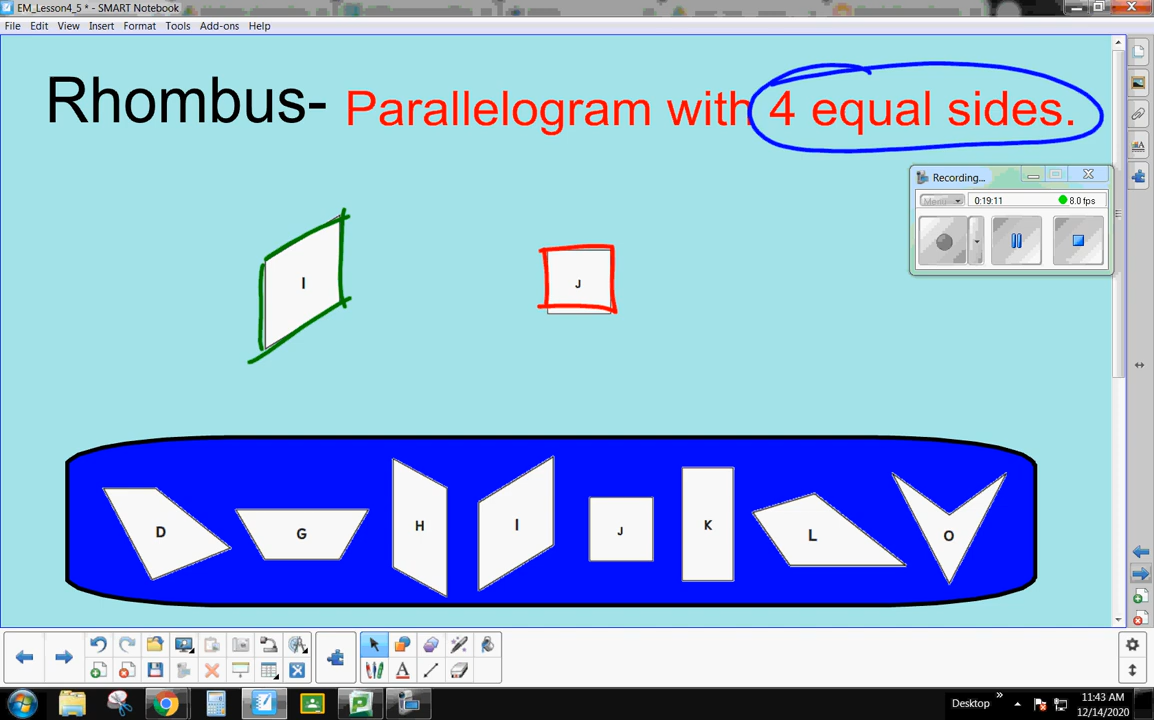 EM_Lesson4_5 * - SMART Notebook
File Edit View Insert Format Tools Add-ons Help
Rhombus- Parallelogram with 4 equal sides.
Recording...
Menu 0:19:11 8.0 fps
I J
D G H I J K L O
Desktop » 11:43 AM
12/14/2020